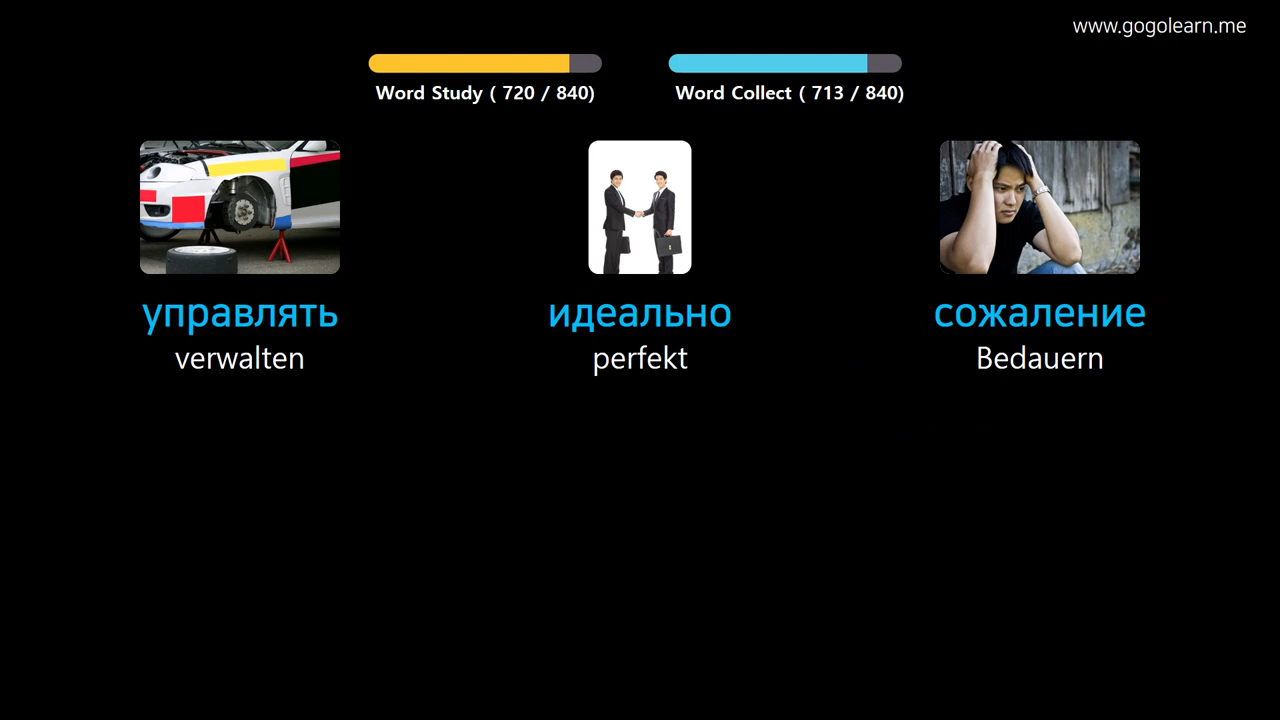 www.gogolearn.me
Word Study ( 720 / 840)
Word Collect ( 713 / 840)
управлять
verwalten
идеально
perfekt
сожаление
Bedauern